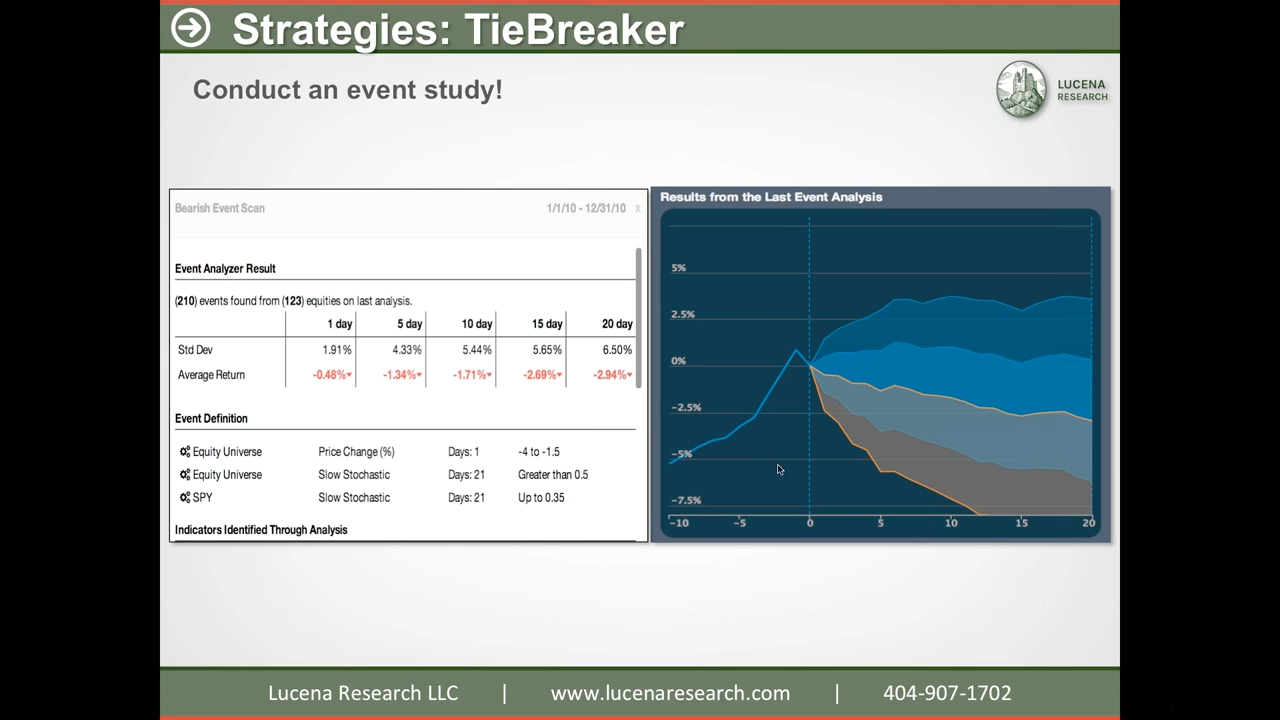 Strategies: TieBreaker
Conduct an event study!
LUCENA
RESEARCH
Bearish Event Scan 1/1/10 - 12/31/10 x
Event Analyzer Result
(210) events found from (123) equities on last analysis.
1 day 5 day 10 day 15 day 20 day
Std Dev 1.91% 4.33% 5.44% 5.65% 6.50%
Average Return -0.48% -1.34% -1.71% -2.69% -2.94%
Event Definition
Equity Universe Price Change (%) Days: 1 -4 to -1.5
Equity Universe Slow Stochastic Days: 21 Greater than 0.5
SPY Slow Stochastic Days: 21 Up to 0.35
Indicators Identified Through Analysis
Results from the Last Event Analysis
5%
2.5%
0%
-2.5%
-5%
-7.5%
-10 -5 0 5 10 15 20
Lucena Research LLC | www.lucenaresearch.com | 404-907-1702